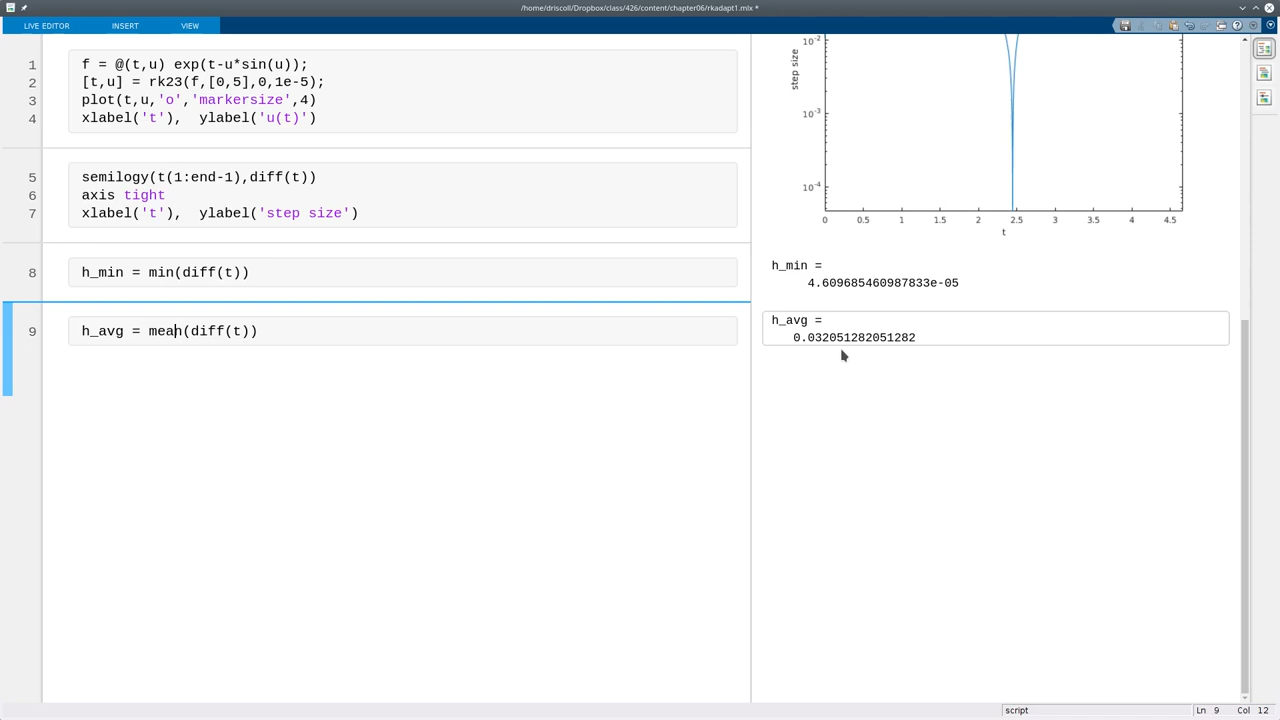 /home/driscoll/Dropbox/class/426/content/chapter06/rkadapt1.mlx *
LIVE EDITOR INSERT VIEW
1 f = @(t,u) exp(t-u*sin(u));
2 [t,u] = rk23(f,[0,5],0,1e-5);
3 plot(t,u,'o','markersize',4)
4 xlabel('t'),  ylabel('u(t)')
5 semilogy(t(1:end-1),diff(t))
6 axis tight
7 xlabel('t'),  ylabel('step size')
8 h_min = min(diff(t))
9 h_avg = mean(diff(t))
step size
10-2
10-3
10-4
0 0.5 1 1.5 2 2.5 3 3.5 4 4.5
t
h_min =
4.609685460987833e-05
h_avg =
0.032051282051282
script Ln 9 Col 12